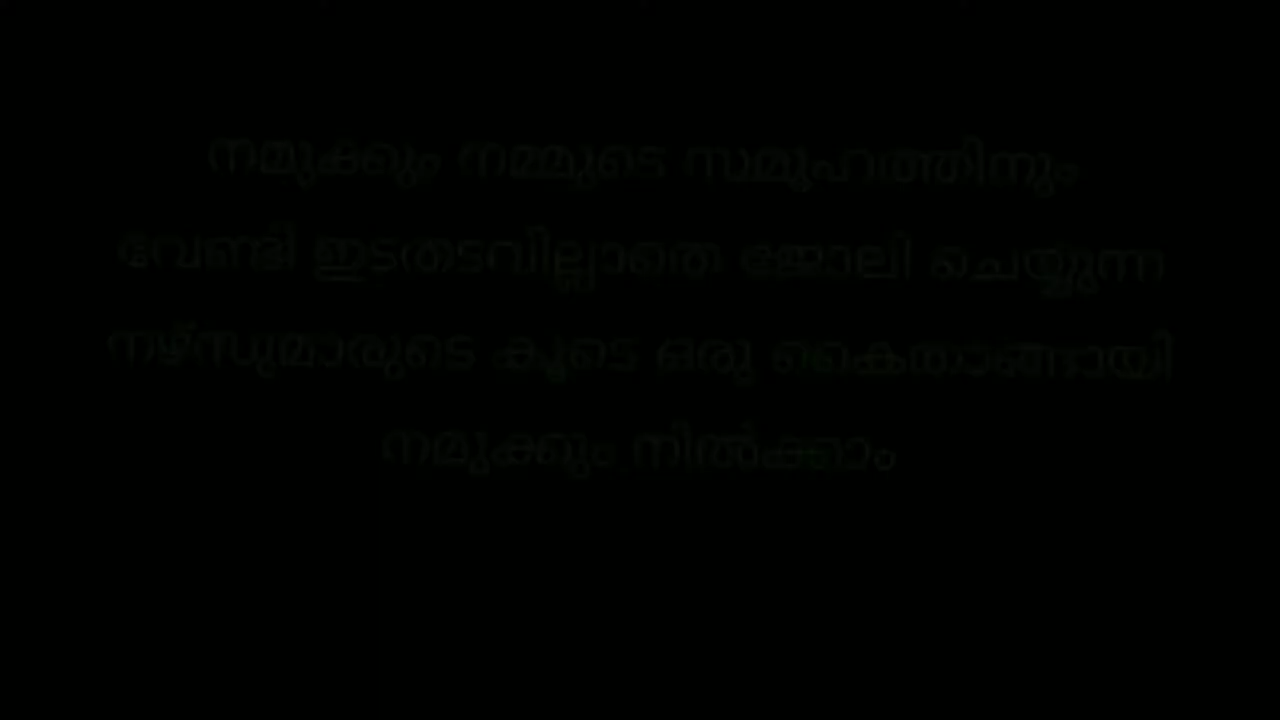 നമുക്കും നമ്മുടെ സമൂഹത്തിനും
വേണ്ടി ഇടതടവില്ലാതെ ജോലി ചെയ്യുന്ന
നഴ്സുമാരുടെ കൂടെ ഒരു കൈതാങ്ങായി
നമുക്കും നിൽക്കാം